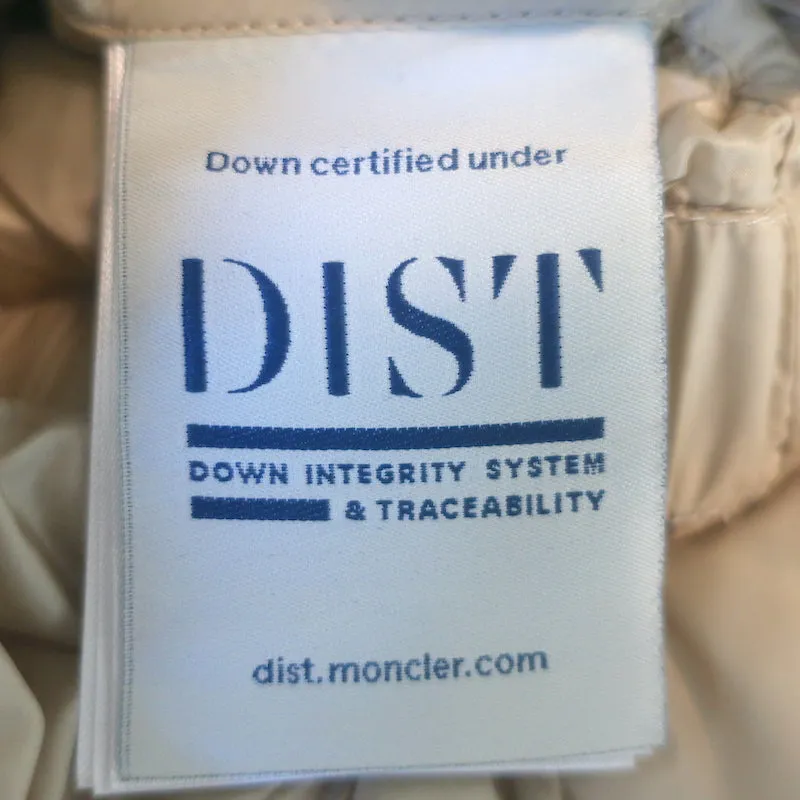 Down certified under
DIST
DOWN INTEGRITY SYSTEM
& TRACEABILITY
dist.moncler.com